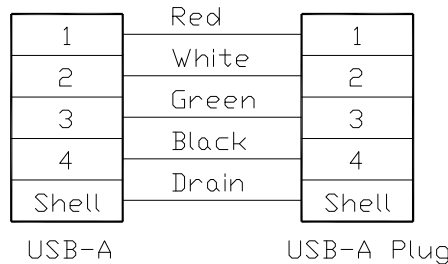 Red
1 1
White
2 2
Green
3 3
Black
4 4
Drain
Shell Shell
USB-A USB-A Plug